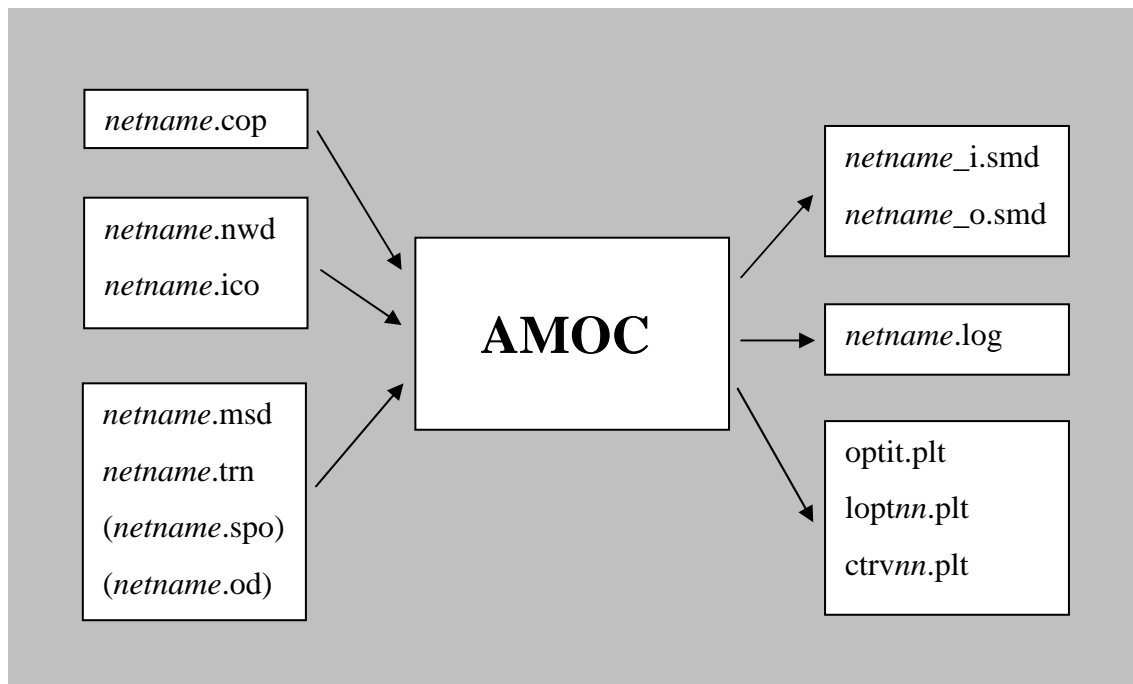 netname.cop
netname.nwd
netname.ico
netname.msd
netname.trn
(netname.spo)
(netname.od)
AMOC
netname_i.smd
netname_o.smd
netname.log
optit.plt
loptnn.plt
ctrvnn.plt